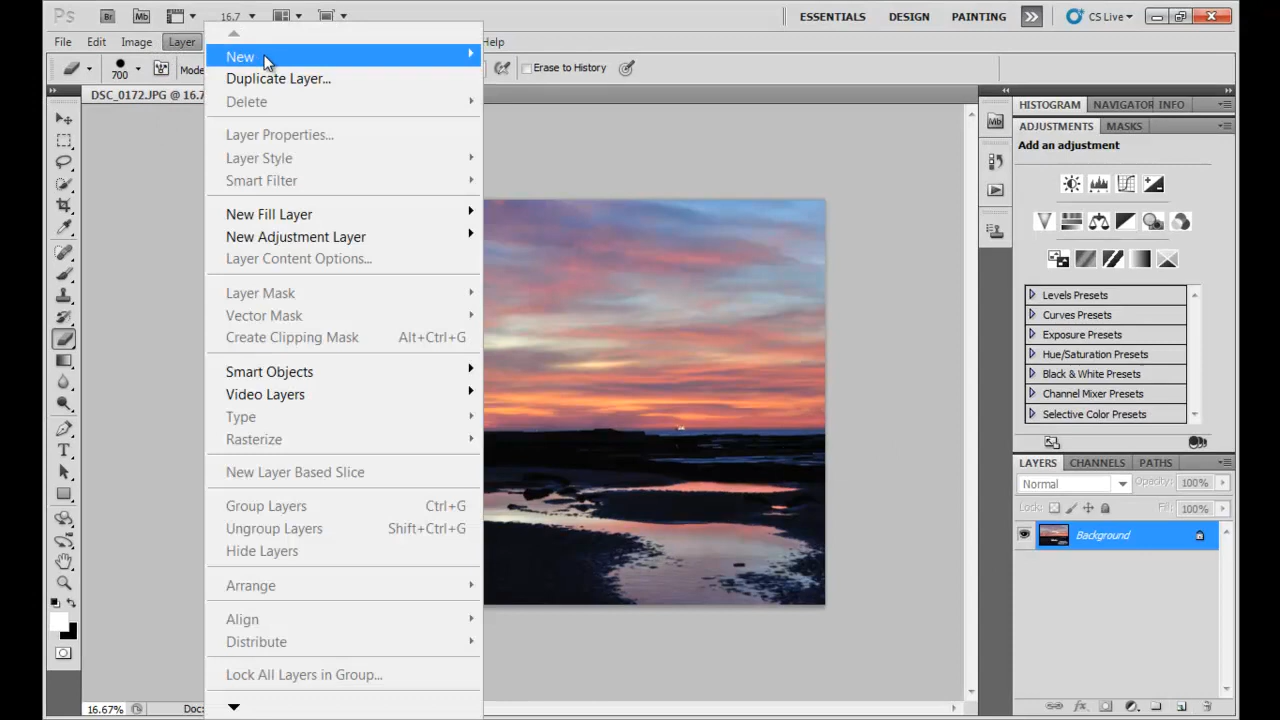 Ps Br Mb 16.7 ESSENTIALS DESIGN PAINTING CS Live
File Edit Image Layer Help
700 Mode Erase to History
DSC_0172.JPG @ 16.7
New
Duplicate Layer...
Delete
Layer Properties...
Layer Style
Smart Filter
New Fill Layer
New Adjustment Layer
Layer Content Options...
Layer Mask
Vector Mask
Create Clipping Mask Alt+Ctrl+G
Smart Objects
Video Layers
Type
Rasterize
New Layer Based Slice
Group Layers Ctrl+G
Ungroup Layers Shift+Ctrl+G
Hide Layers
Arrange
Align
Distribute
Lock All Layers in Group...
16.67% Doc:
Mb
HISTOGRAM NAVIGATOR INFO
ADJUSTMENTS MASKS
Add an adjustment
Levels Presets
Curves Presets
Exposure Presets
Hue/Saturation Presets
Black & White Presets
Channel Mixer Presets
Selective Color Presets
LAYERS CHANNELS PATHS
Normal Opacity: 100%
Lock: Fill: 100%
Background